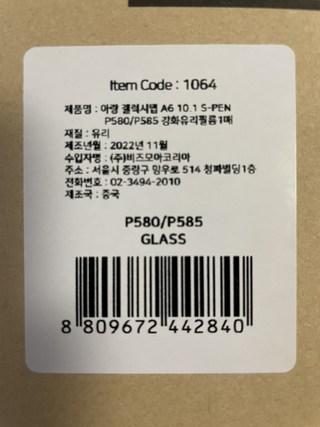 Item Code : 1064
제품명 : 아랑 갤럭시탭 A6 10.1 S-PEN
P580/P585 강화유리필름1매
재질 : 유리
제조년월 : 2022년 11월
수입자명 : (주)비즈모아코리아
주소 : 서울시 중랑구 망우로 514 청파빌딩1층
전화번호 : 02-3494-2010
제조국 : 중국
P580/P585
GLASS
8 809672 442840